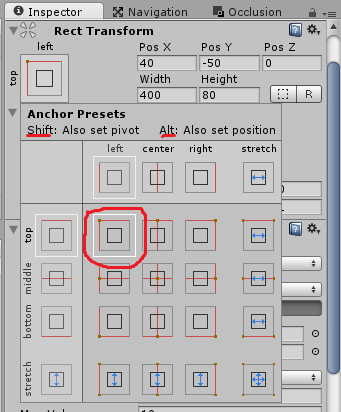 Inspector Navigation Occlusion
Rect Transform
left
Pos X Pos Y Pos Z
40 -50 0
top
Width Height
400 80
R
Anchor Presets
Shift: Also set pivot Alt: Also set position
left center right stretch
top
middle
bottom
stretch